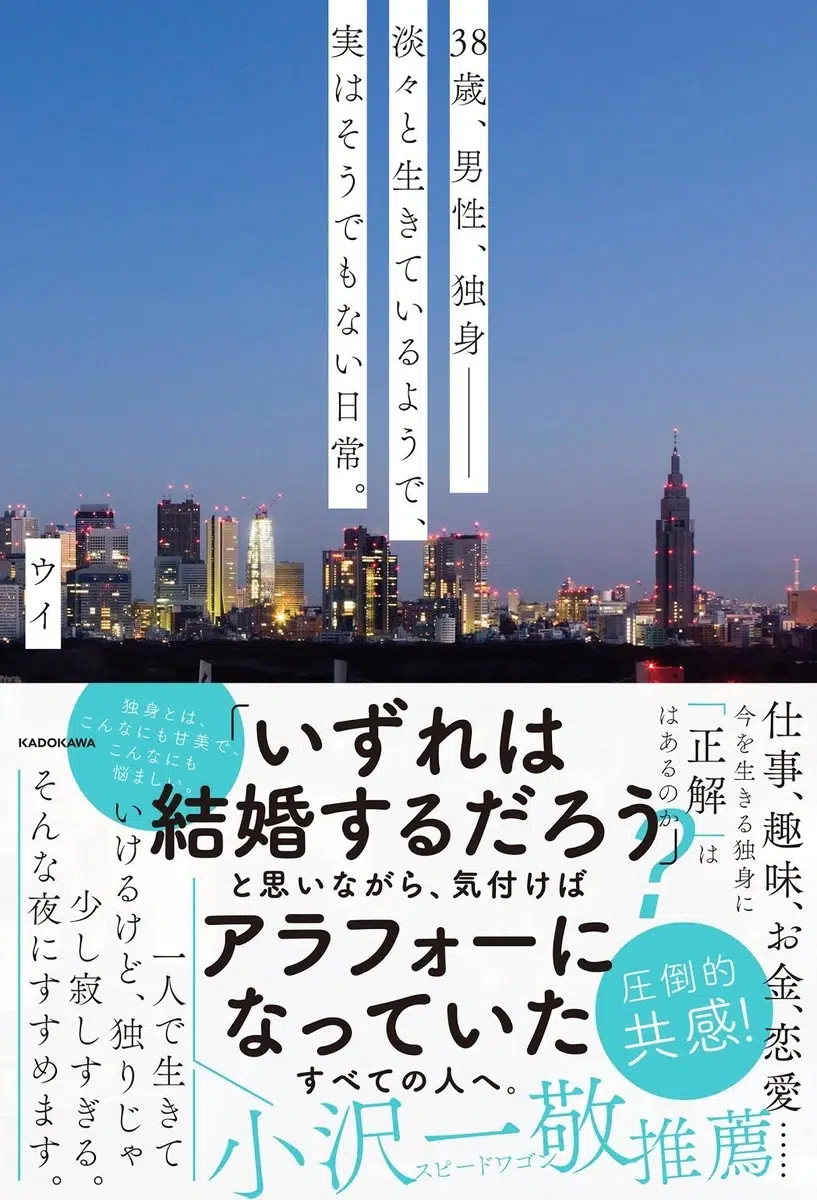 38歳、男性、独身――
淡々と生きているようで、
実はそうでもない日常。
ウイ
KADOKAWA
独身とは、
こんなにも甘美で、
こんなにも
悩ましい。
仕事、趣味、お金、恋愛……
今を生きる独身に
「正解」は
はあるのか?
「いずれは
結婚するだろう」
と思いながら、気付けば
アラフォーに
なっていた
すべての人へ。
圧倒的
共感!
一人で生きて
いけるけど、独りじゃ
少し寂しすぎる。
そんな夜にすすめます。
小沢一敬推薦
スピードワゴン